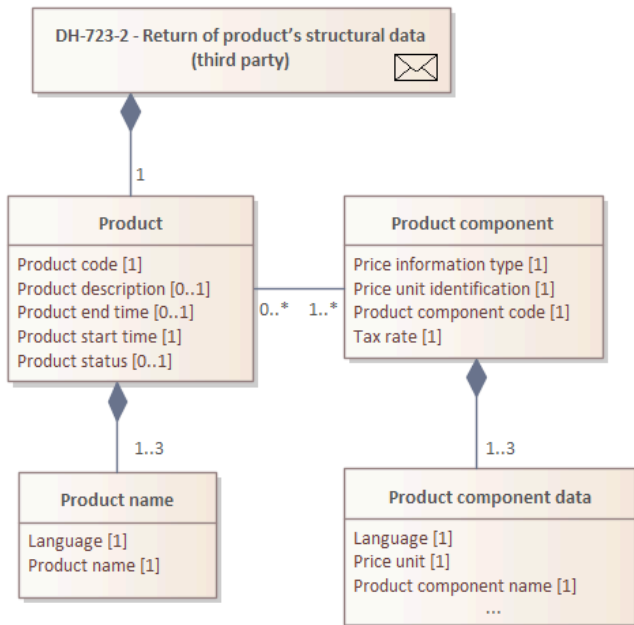 DH-723-2 - Return of product's structural data
(third party)
1
Product
Product code [1]
Product description [0..1]
Product end time [0..1]
Product start time [1]
Product status [0..1]
0..*
1..*
Product component
Price information type [1]
Price unit identification [1]
Product component code [1]
Tax rate [1]
1..3
1..3
Product name
Language [1]
Product name [1]
Product component data
Language [1]
Price unit [1]
Product component name [1]
...